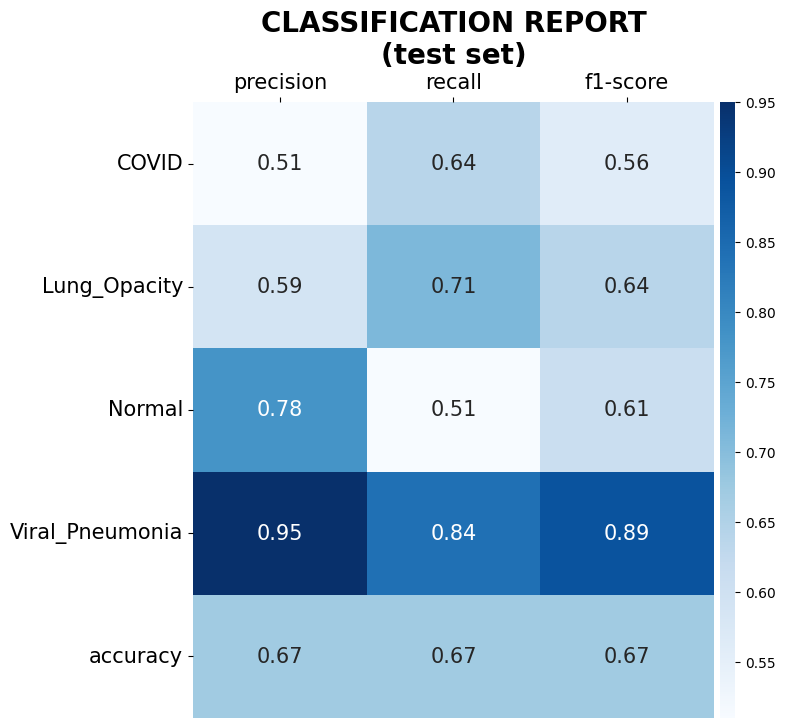 CLASSIFICATION REPORT
(test set)
precision recall f1-score
COVID 0.51 0.64 0.56
Lung_Opacity 0.59 0.71 0.64
Normal 0.78 0.51 0.61
Viral_Pneumonia 0.95 0.84 0.89
accuracy 0.67 0.67 0.67
0.95
0.90
0.85
0.80
0.75
0.70
0.65
0.60
0.55